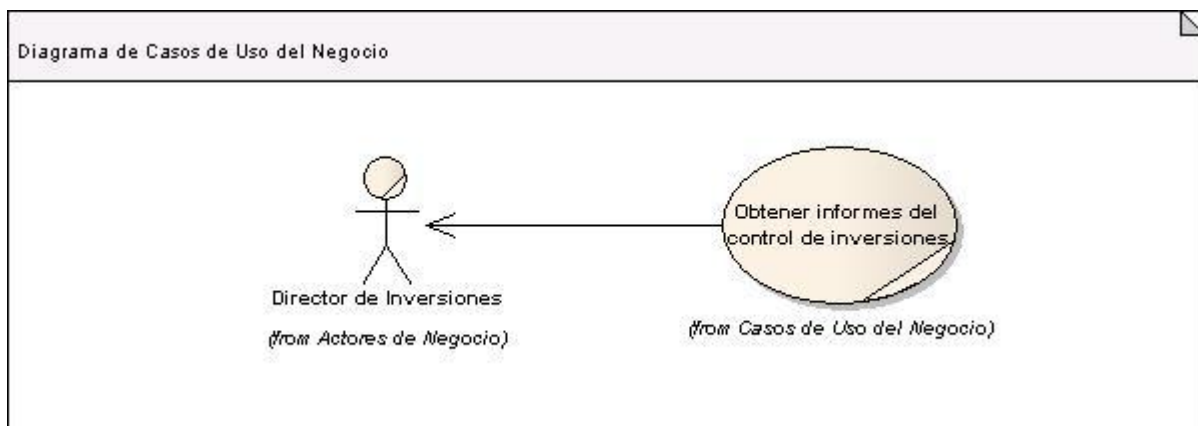 Diagrama de Casos de Uso del Negocio
Obtener informes del
control de inversiones
Director de Inversiones
(from Actores de Negocio)
(from Casos de Uso del Negocio)